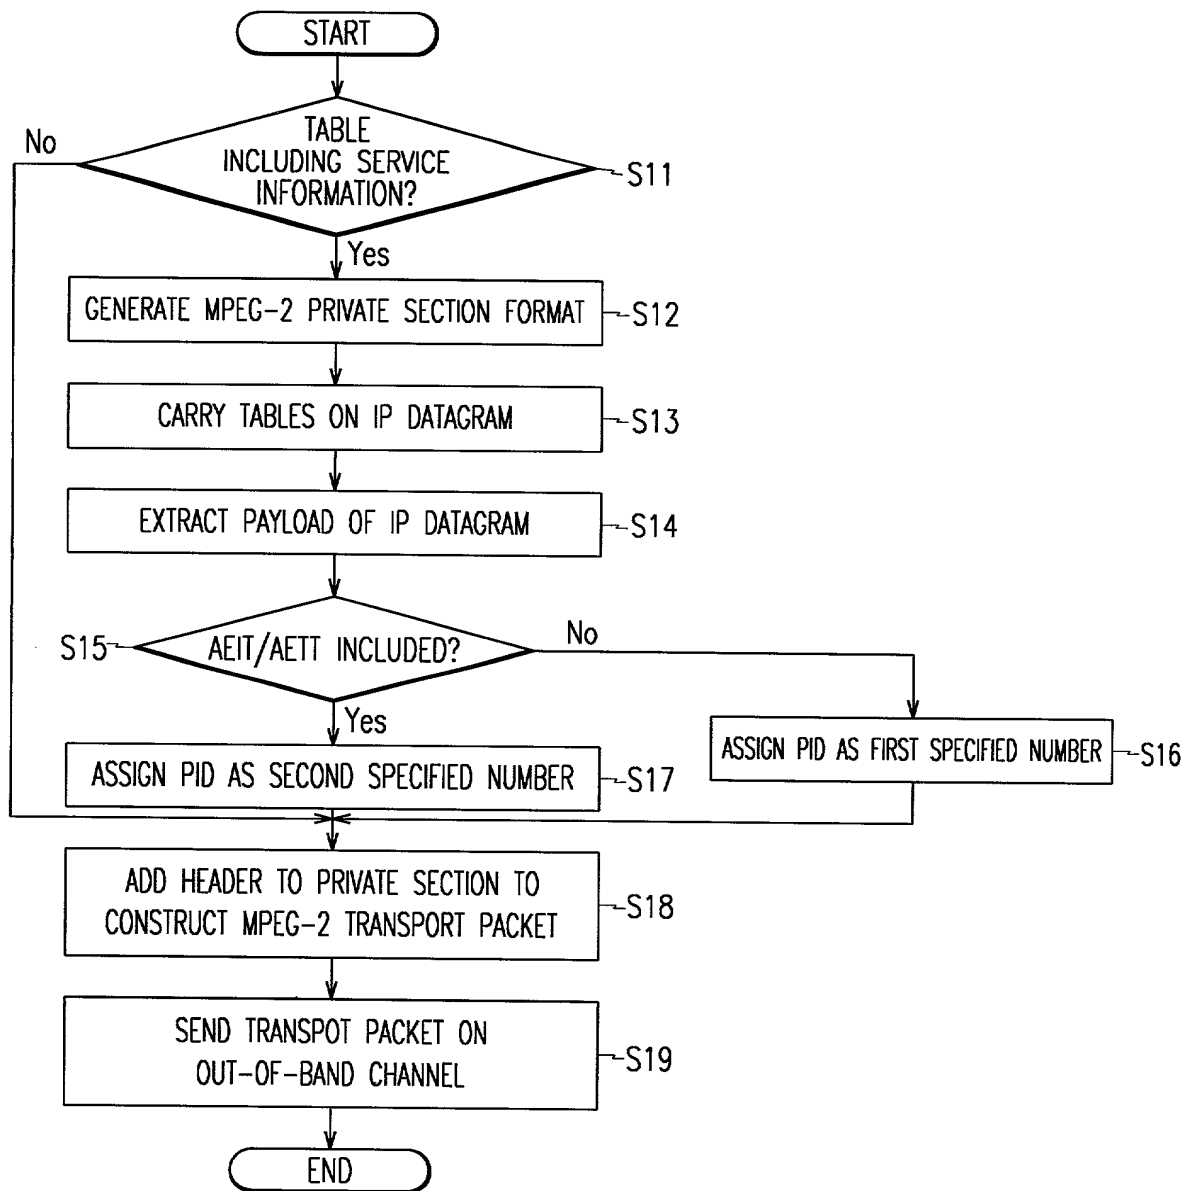 START
TABLE
INCLUDING SERVICE
INFORMATION?
No
S11
Yes
GENERATE MPEG-2 PRIVATE SECTION FORMAT
S12
CARRY TABLES ON IP DATAGRAM
S13
EXTRACT PAYLOAD OF IP DATAGRAM
S14
S15
AEIT/AETT INCLUDED?
No
Yes
ASSIGN PID AS FIRST SPECIFIED NUMBER
S16
ASSIGN PID AS SECOND SPECIFIED NUMBER
S17
ADD HEADER TO PRIVATE SECTION TO
CONSTRUCT MPEG-2 TRANSPORT PACKET
S18
SEND TRANSPOT PACKET ON
OUT-OF-BAND CHANNEL
S19
END